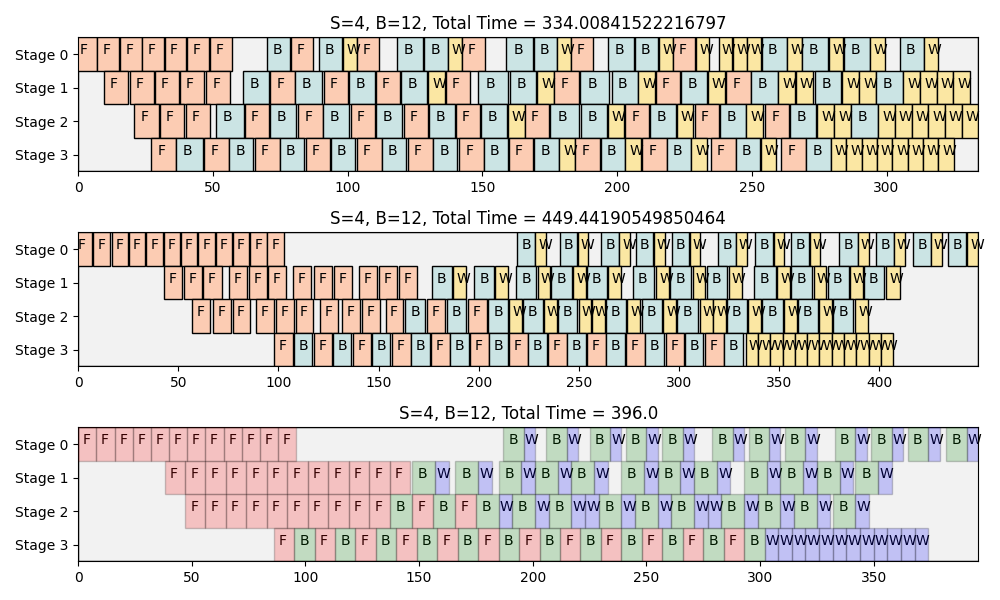 S=4, B=12, Total Time = 334.00841522216797
Stage 0 F F F F F F F B F B W F B B W F B B W F B B W F W W W W B W B W B W B W
Stage 1 F F F F F B F B F B F B W F B B W F B B W F B W F B W W B W W B W W W W
Stage 2 F F F B F B F B F B F B F B W F B B W F B W F B W F B W W B W W W W W W
Stage 3 F B F B F B F B F B F B F B F B W F B W F B W F B W F B W W W W W W W W
0 50 100 150 200 250 300
S=4, B=12, Total Time = 449.44190549850464
Stage 0 F F F F F F F F F F F F B W B W B W B W B W B W B W B W B W B W B W B W
Stage 1 F F F F F F F F F F F F B W B W B W B W B W B W B W B W B W B W B W B W
Stage 2 F F F F F F F F F F B F B F B W B W B W W B W B W B W W B W B W B W B W
Stage 3 F B F B F B F B F B F B F B F B F B F B F B F B W W W W W W W W W W W W
0 50 100 150 200 250 300 350 400
S=4, B=12, Total Time = 396.0
Stage 0 F F F F F F F F F F F F B W B W B W B W B W B W B W B W B W B W B W B W
Stage 1 F F F F F F F F F F F F B W B W B W B W B W B W B W B W B W B W B W B W
Stage 2 F F F F F F F F F F B F B F B W B W B W W B W B W B W W B W B W B W B W
Stage 3 F B F B F B F B F B F B F B F B F B F B F B F B W W W W W W W W W W W W
0 50 100 150 200 250 300 350